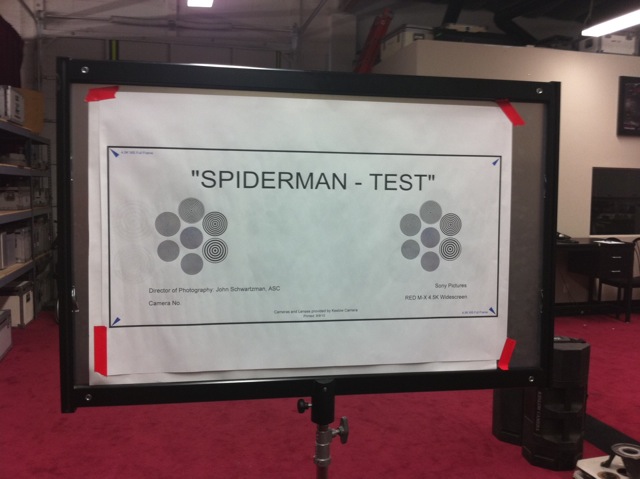 "SPIDERMAN - TEST"
Director of Photography: John Schwartzman, ASC
Camera No
Sony Pictures
RED M-X 4.5K Widescreen
Cameras and Lenses provided by Keslow Camera